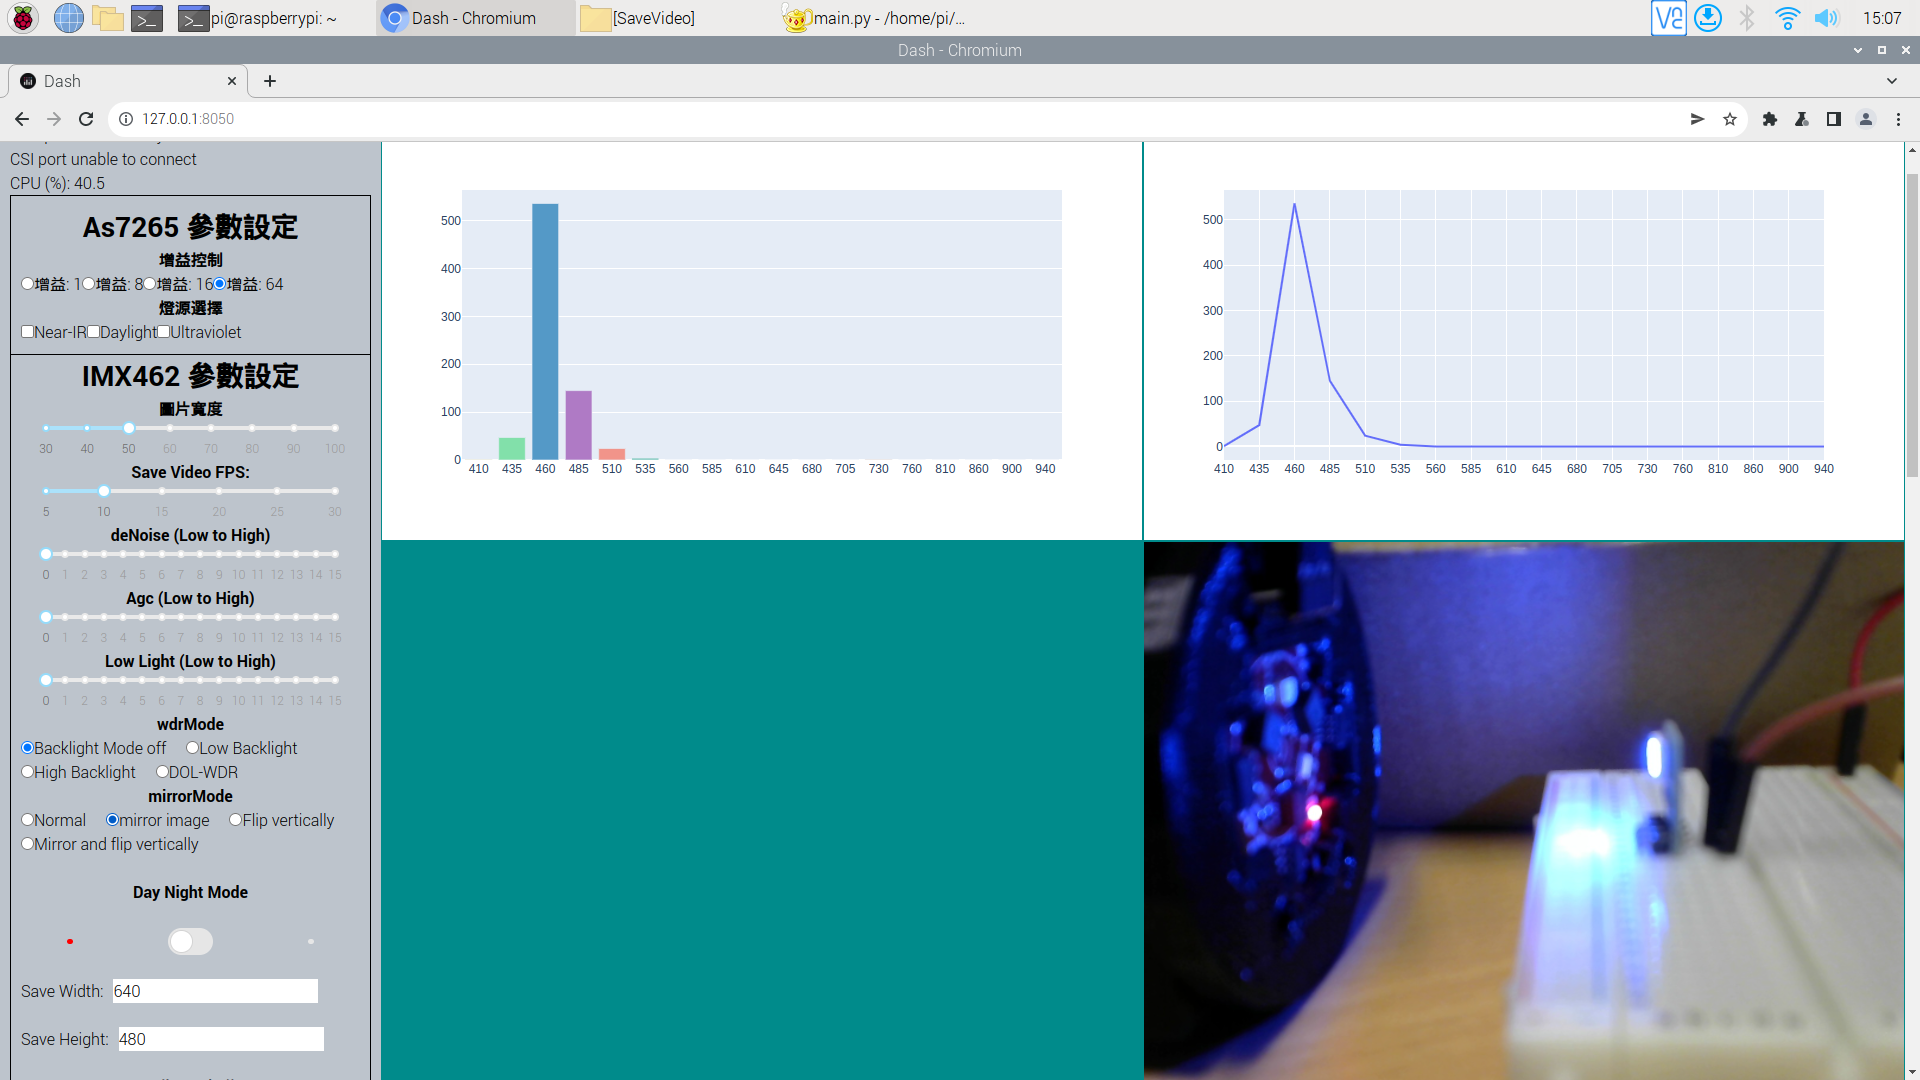 pi@raspberrypi: ~
Dash - Chromium
[SaveVideo]
main.py - /home/pi/...
15:07
Dash - Chromium
Dash
127.0.0.1:8050
CSI port unable to connect
CPU (%): 40.5
As7265 參數設定
增益控制
增益: 1 增益: 8 增益: 16 增益: 64
燈源選擇
Near-IR Daylight Ultraviolet
IMX462 參數設定
圖片寬度
30 40 50 60 70 80 90 100
Save Video FPS:
5 10 15 20 25 30
deNoise (Low to High)
0 1 2 3 4 5 6 7 8 9 10 11 12 13 14 15
Agc (Low to High)
0 1 2 3 4 5 6 7 8 9 10 11 12 13 14 15
Low Light (Low to High)
0 1 2 3 4 5 6 7 8 9 10 11 12 13 14 15
wdrMode
Backlight Mode off Low Backlight
High Backlight DOL-WDR
mirrorMode
Normal mirror image Flip vertically
Mirror and flip vertically
Day Night Mode
Save Width: 640
Save Height: 480
500
400
300
200
100
0
410 435 460 485 510 535 560 585 610 645 680 705 730 760 810 860 900 940
500
400
300
200
100
0
410 435 460 485 510 535 560 585 610 645 680 705 730 760 810 860 900 940